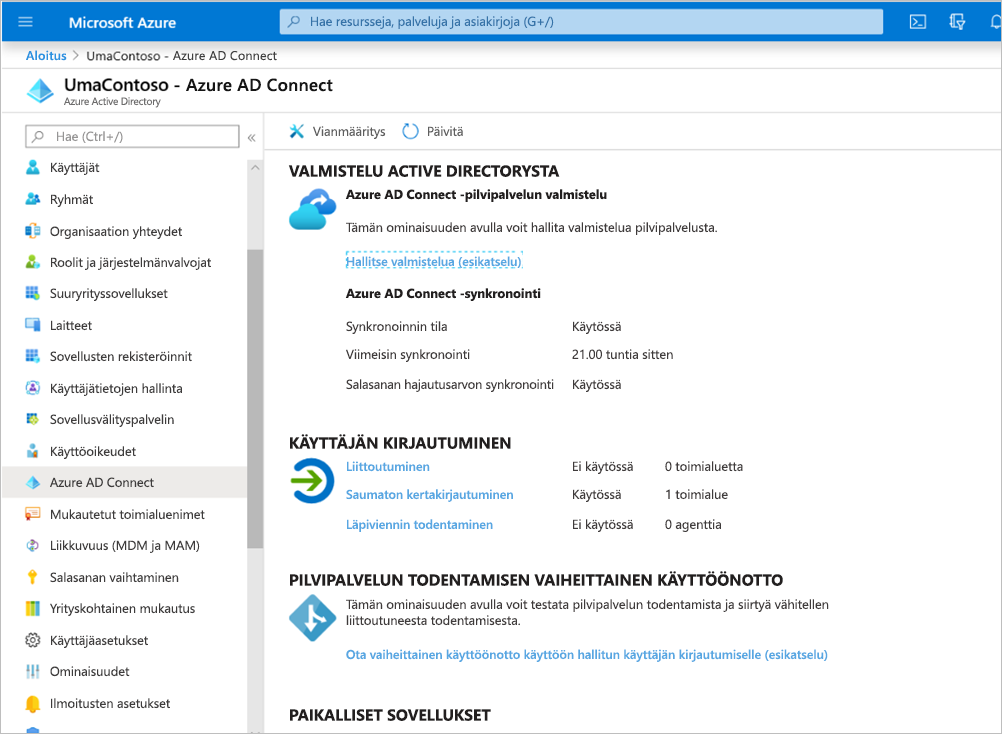 Microsoft Azure
Hae resursseja, palveluja ja asiakirjoja (G+/)
Aloitus > UmaContoso - Azure AD Connect
UmaContoso - Azure AD Connect
Azure Active Directory
Hae (Ctrl+/)
«
Käyttäjät
Ryhmät
Organisaation yhteydet
Roolit ja järjestelmänvalvojat
Suuryrityssovellukset
Laitteet
Sovellusten rekisteröinnit
Käyttäjätietojen hallinta
Sovellusvälityspalvelin
Käyttöoikeudet
Azure AD Connect
Mukautetut toimialuenimet
Liikkuvuus (MDM ja MAM)
Salasanan vaihtaminen
Yrityskohtainen mukautus
Käyttäjäasetukset
Ominaisuudet
Ilmoitusten asetukset
Vianmääritys Päivitä
VALMISTELU ACTIVE DIRECTORYSTA
Azure AD Connect -pilvipalvelun valmistelu
Tämän ominaisuuden avulla voit hallita valmistelua pilvipalvelusta.
Hallitse valmistelua (esikatselu)
Azure AD Connect -synkronointi
Synkronoinnin tila Käytössä
Viimeisin synkronointi 21.00 tuntia sitten
Salasanan hajautusarvon synkronointi Käytössä
KÄYTTÄJÄN KIRJAUTUMINEN
Liittoutuminen Ei käytössä 0 toimialuetta
Saumaton kertakirjautuminen Käytössä 1 toimialue
Läpiviennin todentaminen Ei käytössä 0 agenttia
PILVIPALVELUN TODENTAMISEN VAIHEITTAINEN KÄYTTÖÖNOTTO
Tämän ominaisuuden avulla voit testata pilvipalvelun todentamista ja siirtyä vähitellen
liittoutuneesta todentamisesta.
Ota vaiheittainen käyttöönotto käyttöön hallitun käyttäjän kirjautumiselle (esikatselu)
PAIKALLISET SOVELLUKSET